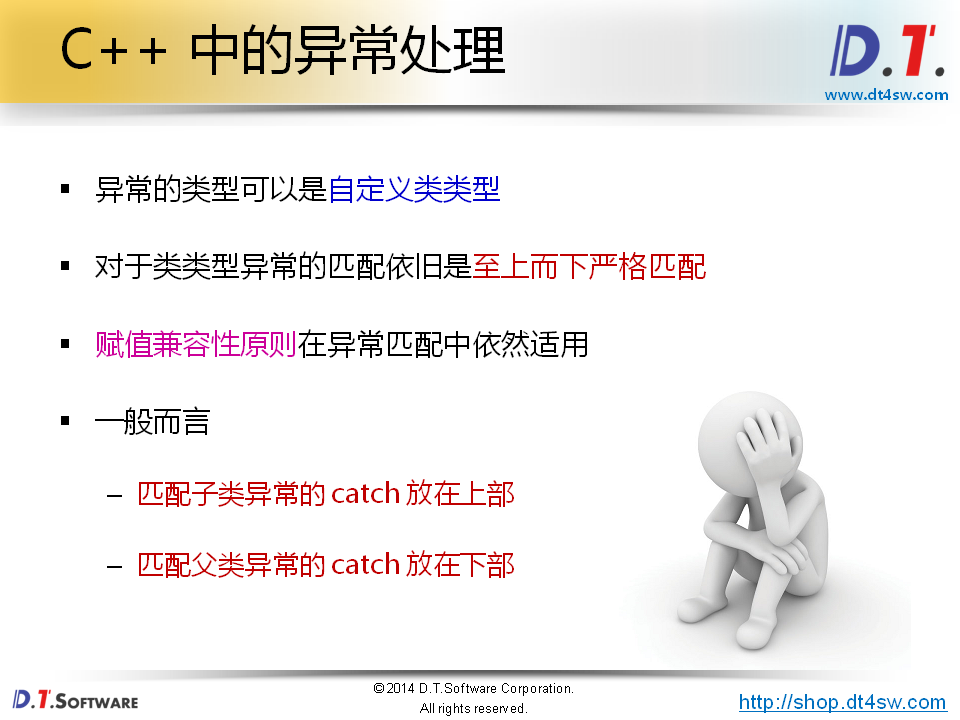 C++ 中的异常处理
D.T.
www.dt4sw.com
▪ 异常的类型可以是自定义类类型
▪ 对于类类型异常的匹配依旧是至上而下严格匹配
▪ 赋值兼容性原则在异常匹配中依然适用
▪ 一般而言
– 匹配子类异常的 catch 放在上部
– 匹配父类异常的 catch 放在下部
D.T.SOFTWARE
©2014 D.T.Software Corporation.
All rights reserved.
http://shop.dt4sw.com